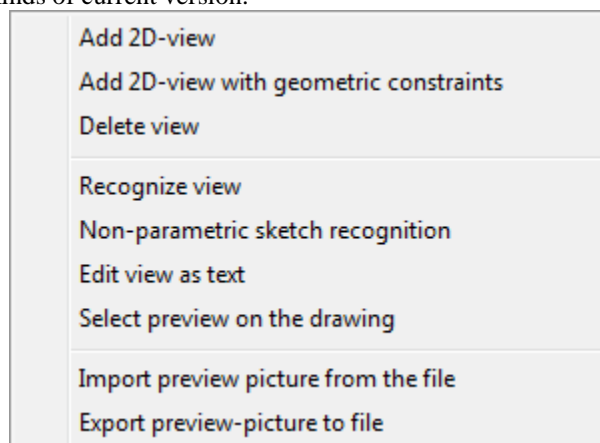 kinds of current version.
Add 2D-view
Add 2D-view with geometric constraints
Delete view
Recognize view
Non-parametric sketch recognition
Edit view as text
Select preview on the drawing
Import preview picture from the file
Export preview-picture to file